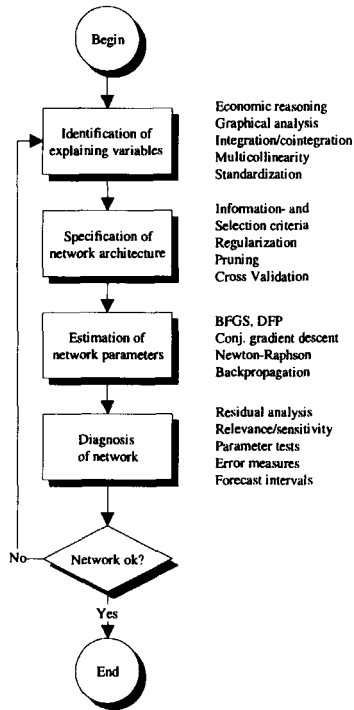 Begin
Identification of
explaining variables
Economic reasoning
Graphical analysis
Integration/cointegration
Multicollinearity
Standardization
Specification of
network architecture
Information- and
Selection criteria
Regularization
Pruning
Cross Validation
Estimation of
network parameters
BFGS, DFP
Conj. gradient descent
Newton-Raphson
Backpropagation
Diagnosis
of network
Residual analysis
Relevance/sensitivity
Parameter tests
Error measures
Forecast intervals
No
Network ok?
Yes
End